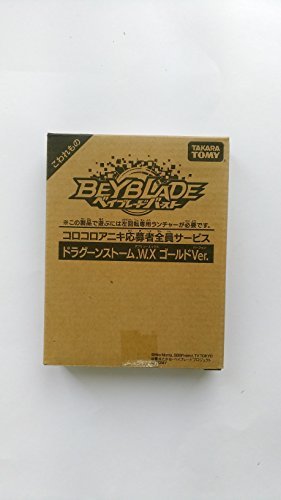 こわれもの
TAKARA
TOMY
BEYBLADE
ベイブレードバースト
※この製品で遊ぶには左回転専用ランチャーが必要です。
コロコロアニキ応募者全員サービス
ドラグーンストーム.W.X ゴールドVer.